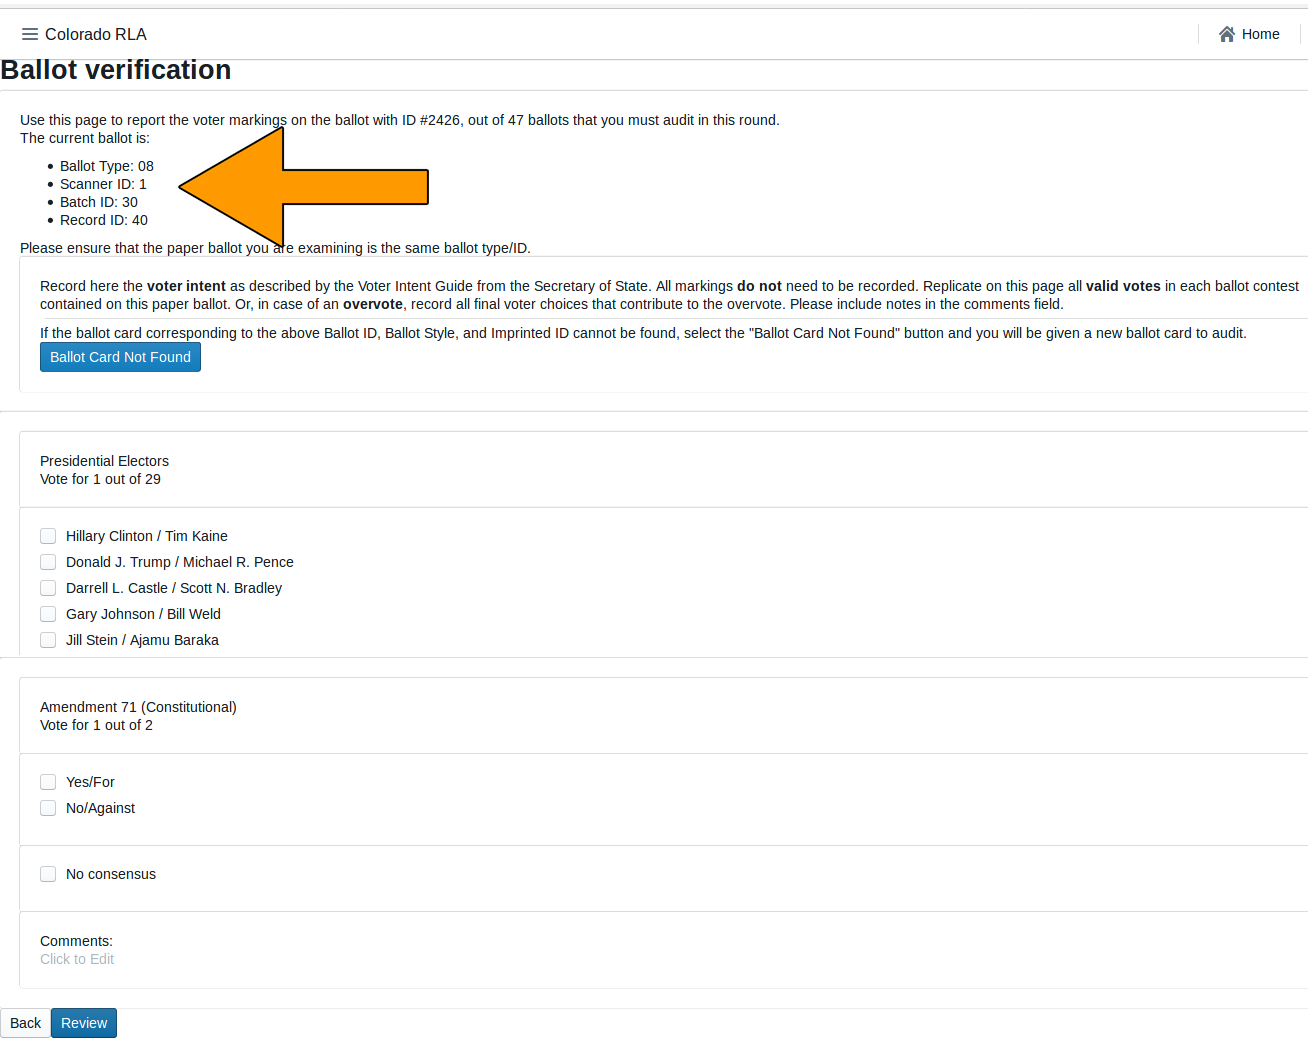 Colorado RLA
Home
Ballot verification
Use this page to report the voter markings on the ballot with ID #2426, out of 47 ballots that you must audit in this round.
The current ballot is:
• Ballot Type: 08
• Scanner ID: 1
• Batch ID: 30
• Record ID: 40
Please ensure that the paper ballot you are examining is the same ballot type/ID.
Record here the voter intent as described by the Voter Intent Guide from the Secretary of State. All markings do not need to be recorded. Replicate on this page all valid votes in each ballot contest
contained on this paper ballot. Or, in case of an overvote, record all final voter choices that contribute to the overvote. Please include notes in the comments field.
If the ballot card corresponding to the above Ballot ID, Ballot Style, and Imprinted ID cannot be found, select the "Ballot Card Not Found" button and you will be given a new ballot card to audit.
Ballot Card Not Found
Presidential Electors
Vote for 1 out of 29
Hillary Clinton / Tim Kaine
Donald J. Trump / Michael R. Pence
Darrell L. Castle / Scott N. Bradley
Gary Johnson / Bill Weld
Jill Stein / Ajamu Baraka
Amendment 71 (Constitutional)
Vote for 1 out of 2
Yes/For
No/Against
No consensus
Comments:
Click to Edit
Back
Review